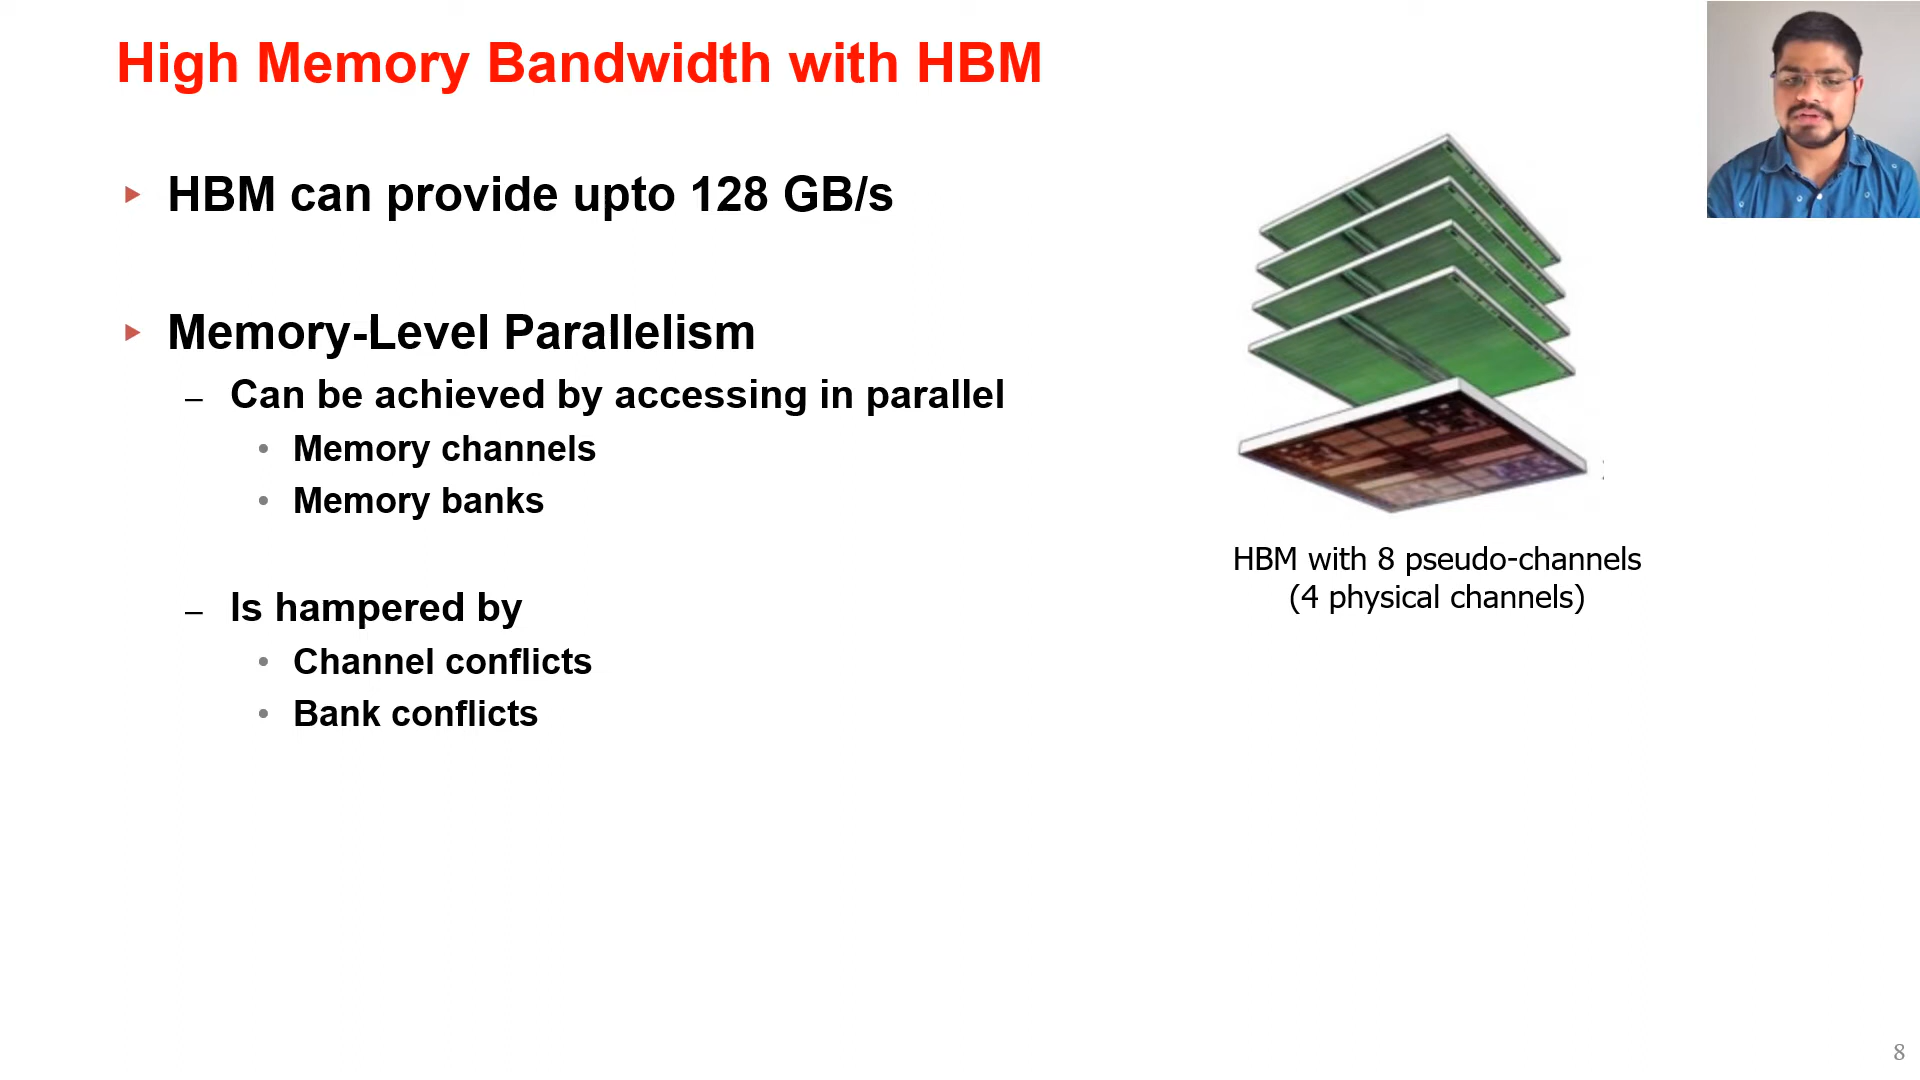 High Memory Bandwidth with HBM
HBM can provide upto 128 GB/s
Memory-Level Parallelism
– Can be achieved by accessing in parallel
• Memory channels
• Memory banks
– Is hampered by
• Channel conflicts
• Bank conflicts
HBM with 8 pseudo-channels
(4 physical channels)
8